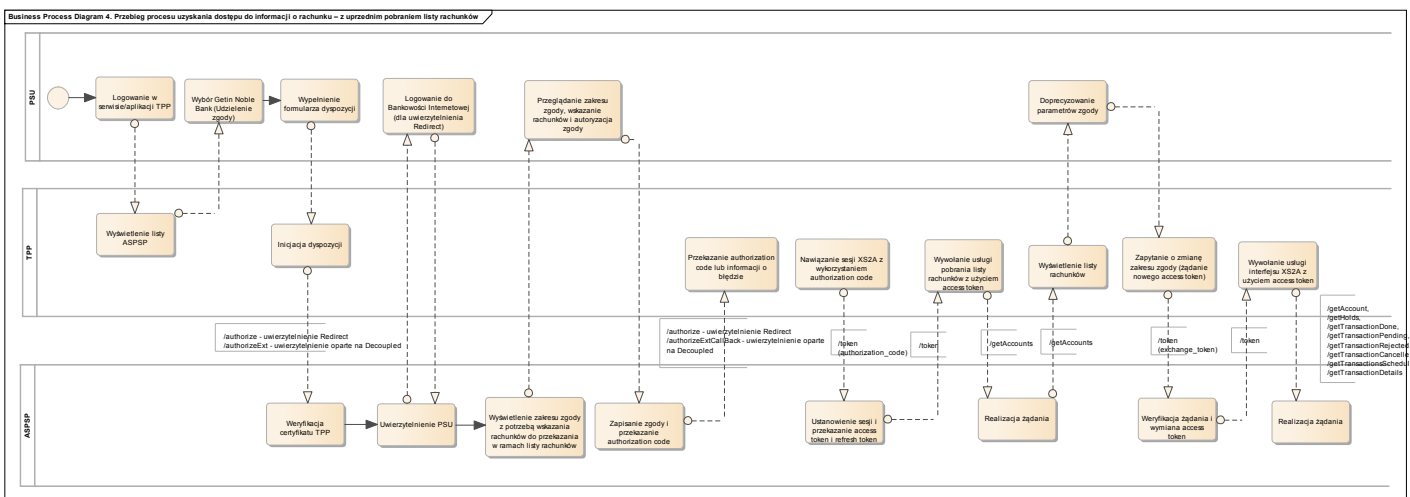 Business Process Diagram 4. Przebieg procesu uzyskania dostępu do informacji o rachunku – z uprzednim pobraniem listy rachunków
PSU
Logowanie w
serwisie/aplikacji TPP
Wybór Getin Noble
Bank (Udzielenie
zgody)
Wypełnienie
formularza dyspozycji
Logowanie do
Bankowości Internetowej
(dla uwierzytelnienia
Redirect)
Przeglądanie zakresu
zgody, wskazanie
rachunków i autoryzacja
zgody
Doprecyzowanie
parametrów zgody
TPP
Wyświetlenie listy
ASPSP
Inicjacja dyspozycji
Przekazanie authorization
code lub informacji o
błędzie
Nawiązanie sesji XS2A z
wykorzystaniem
authorization code
Wywołanie usługi
pobrania listy
rachunków z użyciem
access token
Wyświetlenie listy
rachunków
Zapytanie o zmianę
zakresu zgody (żądanie
nowego access token)
Wywołanie usługi
interfejsu XS2A z
użyciem access token
/authorize - uwierzytelnienie Redirect
/authorizeExt - uwierzytelnienie oparte na Decoupled
/authorize - uwierzytelnienie Redirect
/authorizeExtCallBack - uwierzytelnienie oparte
na Decoupled
/token
(authorization_code)
/token
/getAccounts
/getAccounts
/token
(exchange_token)
/token
/getAccount,
/getHolds,
/getTransactionDone,
/getTransactionPending,
/getTransactionRejected
/getTransactionCancelle
/getTransactionsSchedul
/getTransactionDetails
ASPSP
Weryfikacja
certyfikatu TPP
Uwierzytelnienie PSU
Wyświetlenie zakresu zgody
z potrzebą wskazania
rachunków do przekazania
w ramach listy rachunków
Zapisanie zgody i
przekazanie
authorization code
Ustanowienie sesji i
przekazanie access
token i refresh token
Realizacja żądania
Weryfikacja żądania i
wymiana access
token
Realizacja żądania